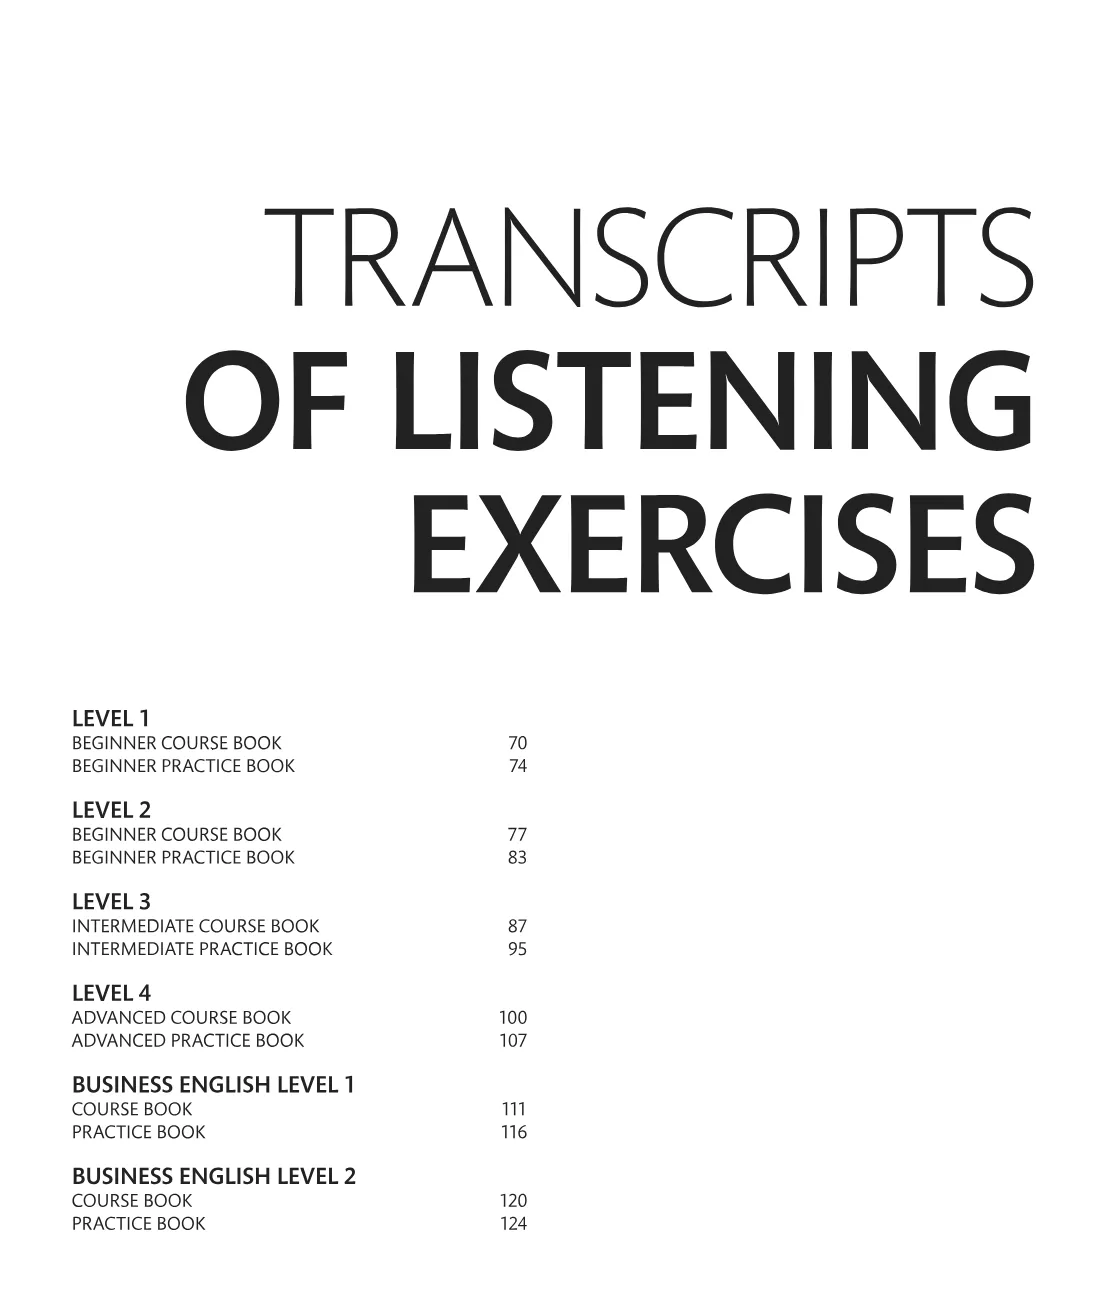 TRANSCRIPTS
OF LISTENING
EXERCISES
LEVEL 1
BEGINNER COURSE BOOK 70
BEGINNER PRACTICE BOOK 74
LEVEL 2
BEGINNER COURSE BOOK 77
BEGINNER PRACTICE BOOK 83
LEVEL 3
INTERMEDIATE COURSE BOOK 87
INTERMEDIATE PRACTICE BOOK 95
LEVEL 4
ADVANCED COURSE BOOK 100
ADVANCED PRACTICE BOOK 107
BUSINESS ENGLISH LEVEL 1
COURSE BOOK 111
PRACTICE BOOK 116
BUSINESS ENGLISH LEVEL 2
COURSE BOOK 120
PRACTICE BOOK 124